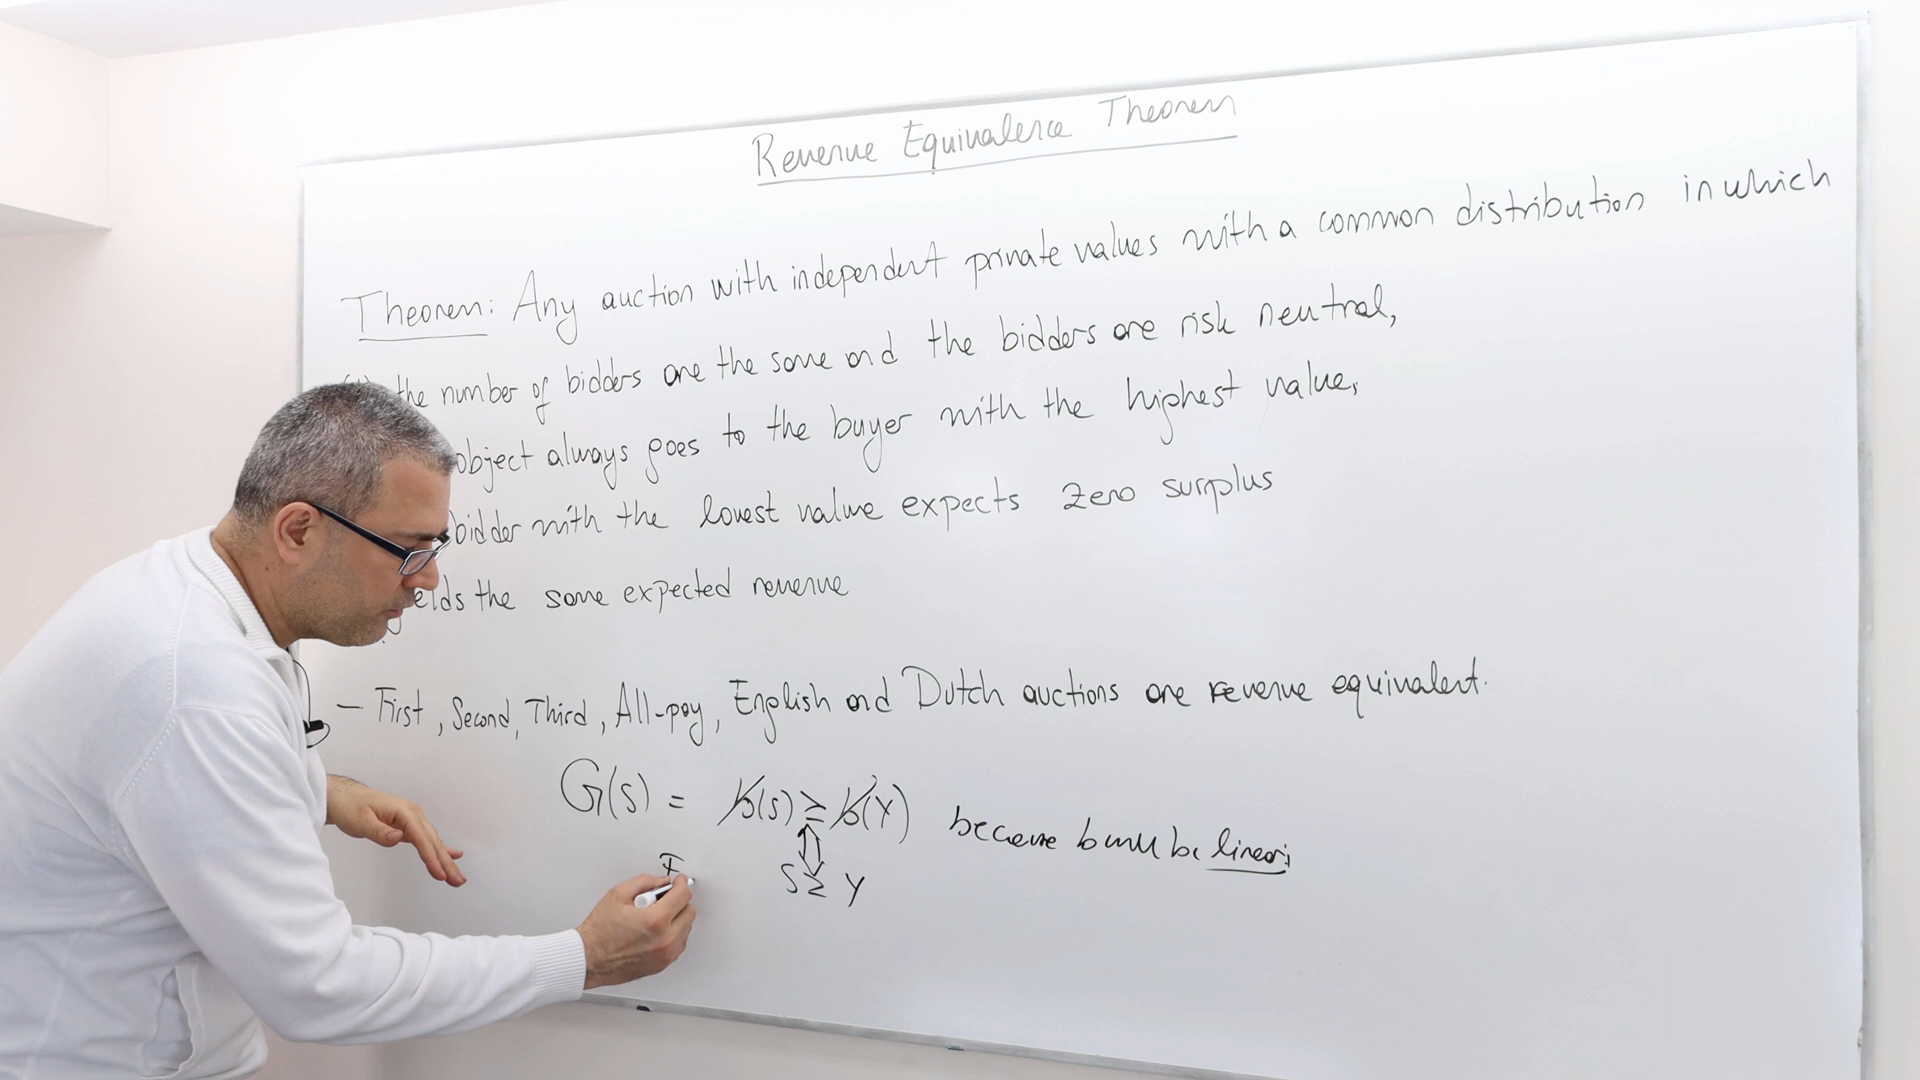 Revenue Equivalence Theorem
Theorem: Any auction with independent private values with a common distribution in which
the number of bidders are the same and the bidders are risk neutral,
object always goes to the buyer with the highest value,
bidder with the lowest value expects zero surplus
elds the same expected revenue
– First, Second, Third, All-pay, English and Dutch auctions are revenue equivalent.
G(s) = b(s) ≥ b(Y) because b must be linear;
s ≥ Y